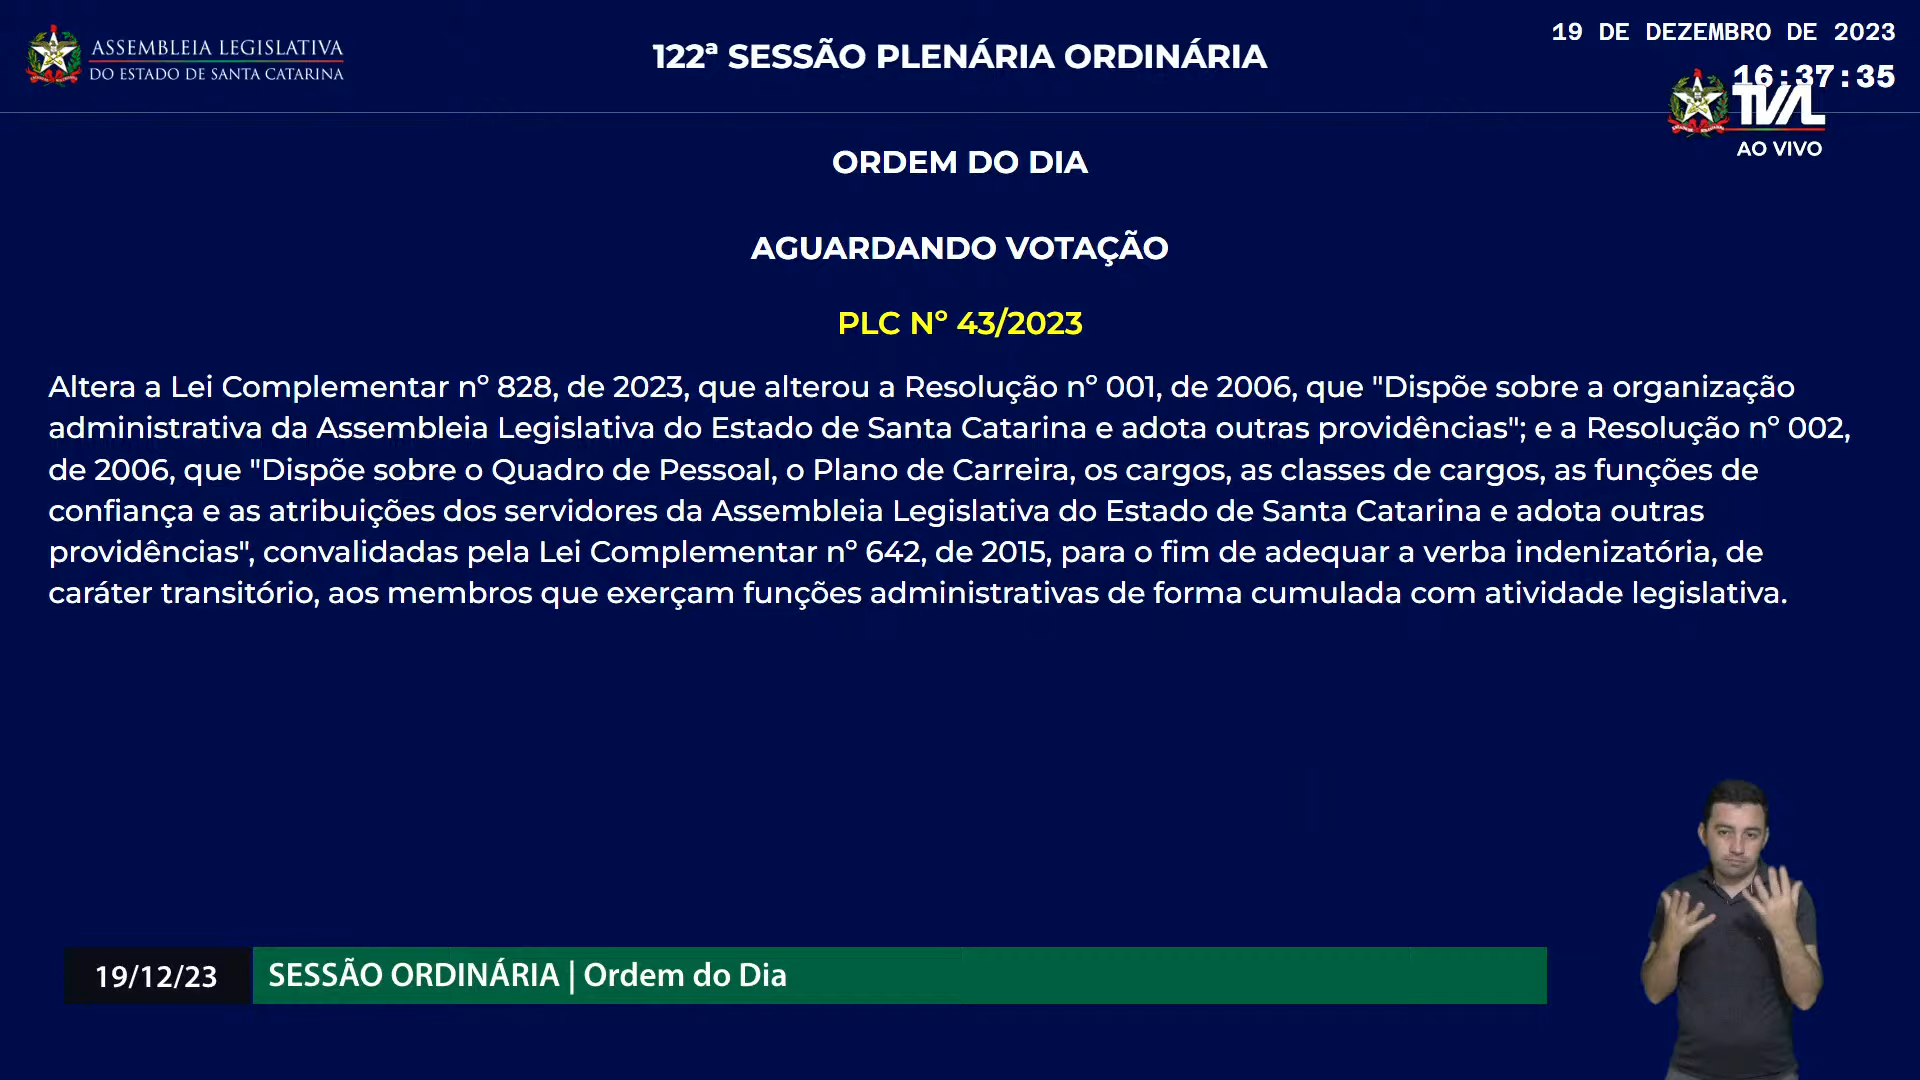 ASSEMBLEIA LEGISLATIVA
DO ESTADO DE SANTA CATARINA
122ª SESSÃO PLENÁRIA ORDINÁRIA
19 DE DEZEMBRO DE 2023
16:37:35
TVAL
AO VIVO
ORDEM DO DIA
AGUARDANDO VOTAÇÃO
PLC Nº 43/2023
Altera a Lei Complementar nº 828, de 2023, que alterou a Resolução nº 001, de 2006, que "Dispõe sobre a organização
administrativa da Assembleia Legislativa do Estado de Santa Catarina e adota outras providências"; e a Resolução nº 002,
de 2006, que "Dispõe sobre o Quadro de Pessoal, o Plano de Carreira, os cargos, as classes de cargos, as funções de
confiança e as atribuições dos servidores da Assembleia Legislativa do Estado de Santa Catarina e adota outras
providências", convalidadas pela Lei Complementar nº 642, de 2015, para o fim de adequar a verba indenizatória, de
caráter transitório, aos membros que exerçam funções administrativas de forma cumulada com atividade legislativa.
19/12/23
SESSÃO ORDINÁRIA | Ordem do Dia